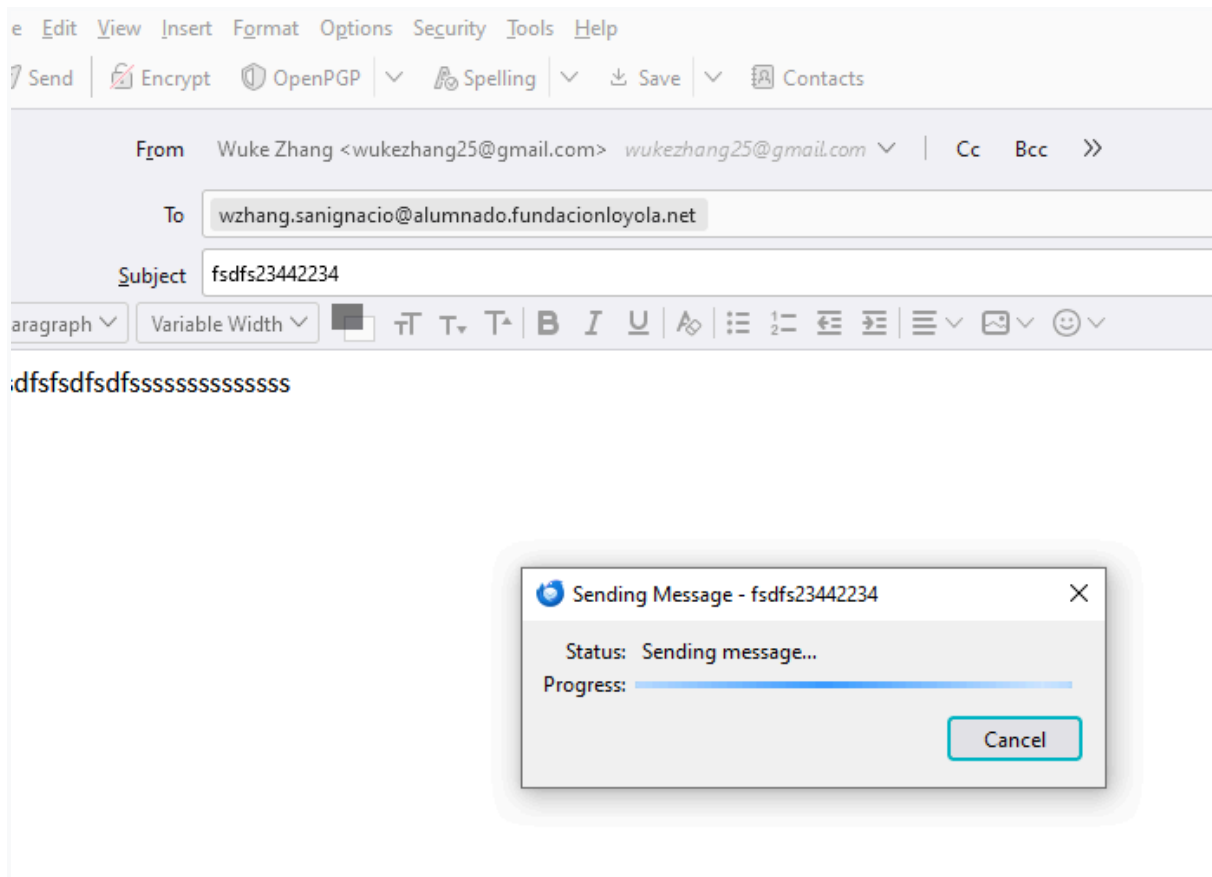 e Edit View Insert Format Options Security Tools Help
Send Encrypt OpenPGP Spelling Save Contacts
From Wuke Zhang <wukezhang25@gmail.com> wukezhang25@gmail.com Cc Bcc
To wzhang.sanignacio@alumnado.fundacionloyola.net
Subject fsdfs23442234
aragraph Variable Width B I U
dfsfsdfsdfssssssssssssss
Sending Message - fsdfs23442234
Status: Sending message...
Progress:
Cancel